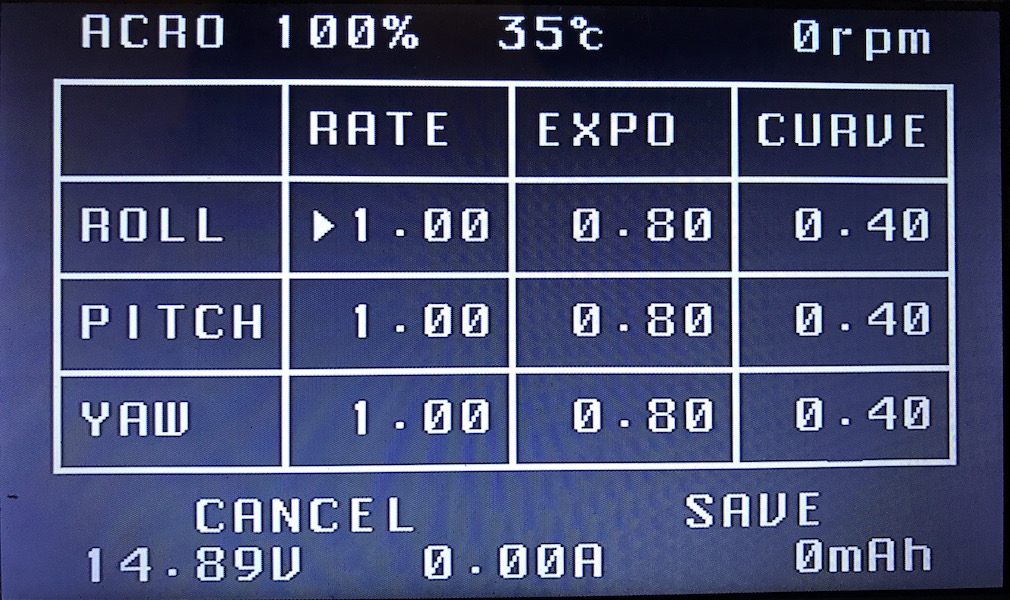 ACRO 100% 35℃ 0rpm
RATE EXPO CURVE
ROLL ▶1.00 0.80 0.40
PITCH 1.00 0.80 0.40
YAW 1.00 0.80 0.40
CANCEL SAVE
14.89V 0.00A 0mAh